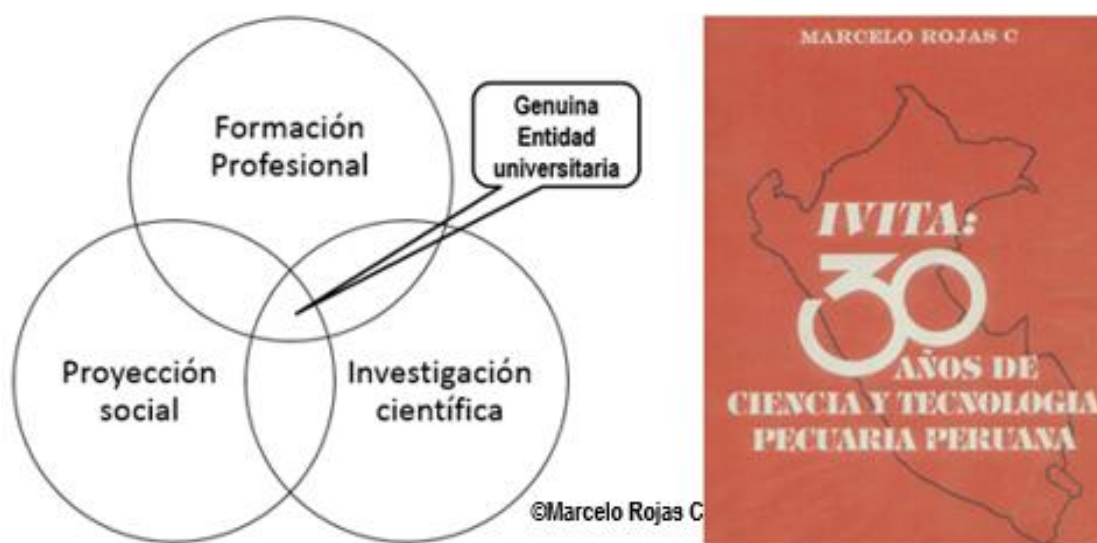 Formación
Profesional
Genuina
Entidad
universitaria
Proyección
social
Investigación
científica
©Marcelo Rojas C
MARCELO ROJAS C
IVITA:
30
AÑOS DE
CIENCIA Y TECNOLOGIA
PECUARIA PERUANA